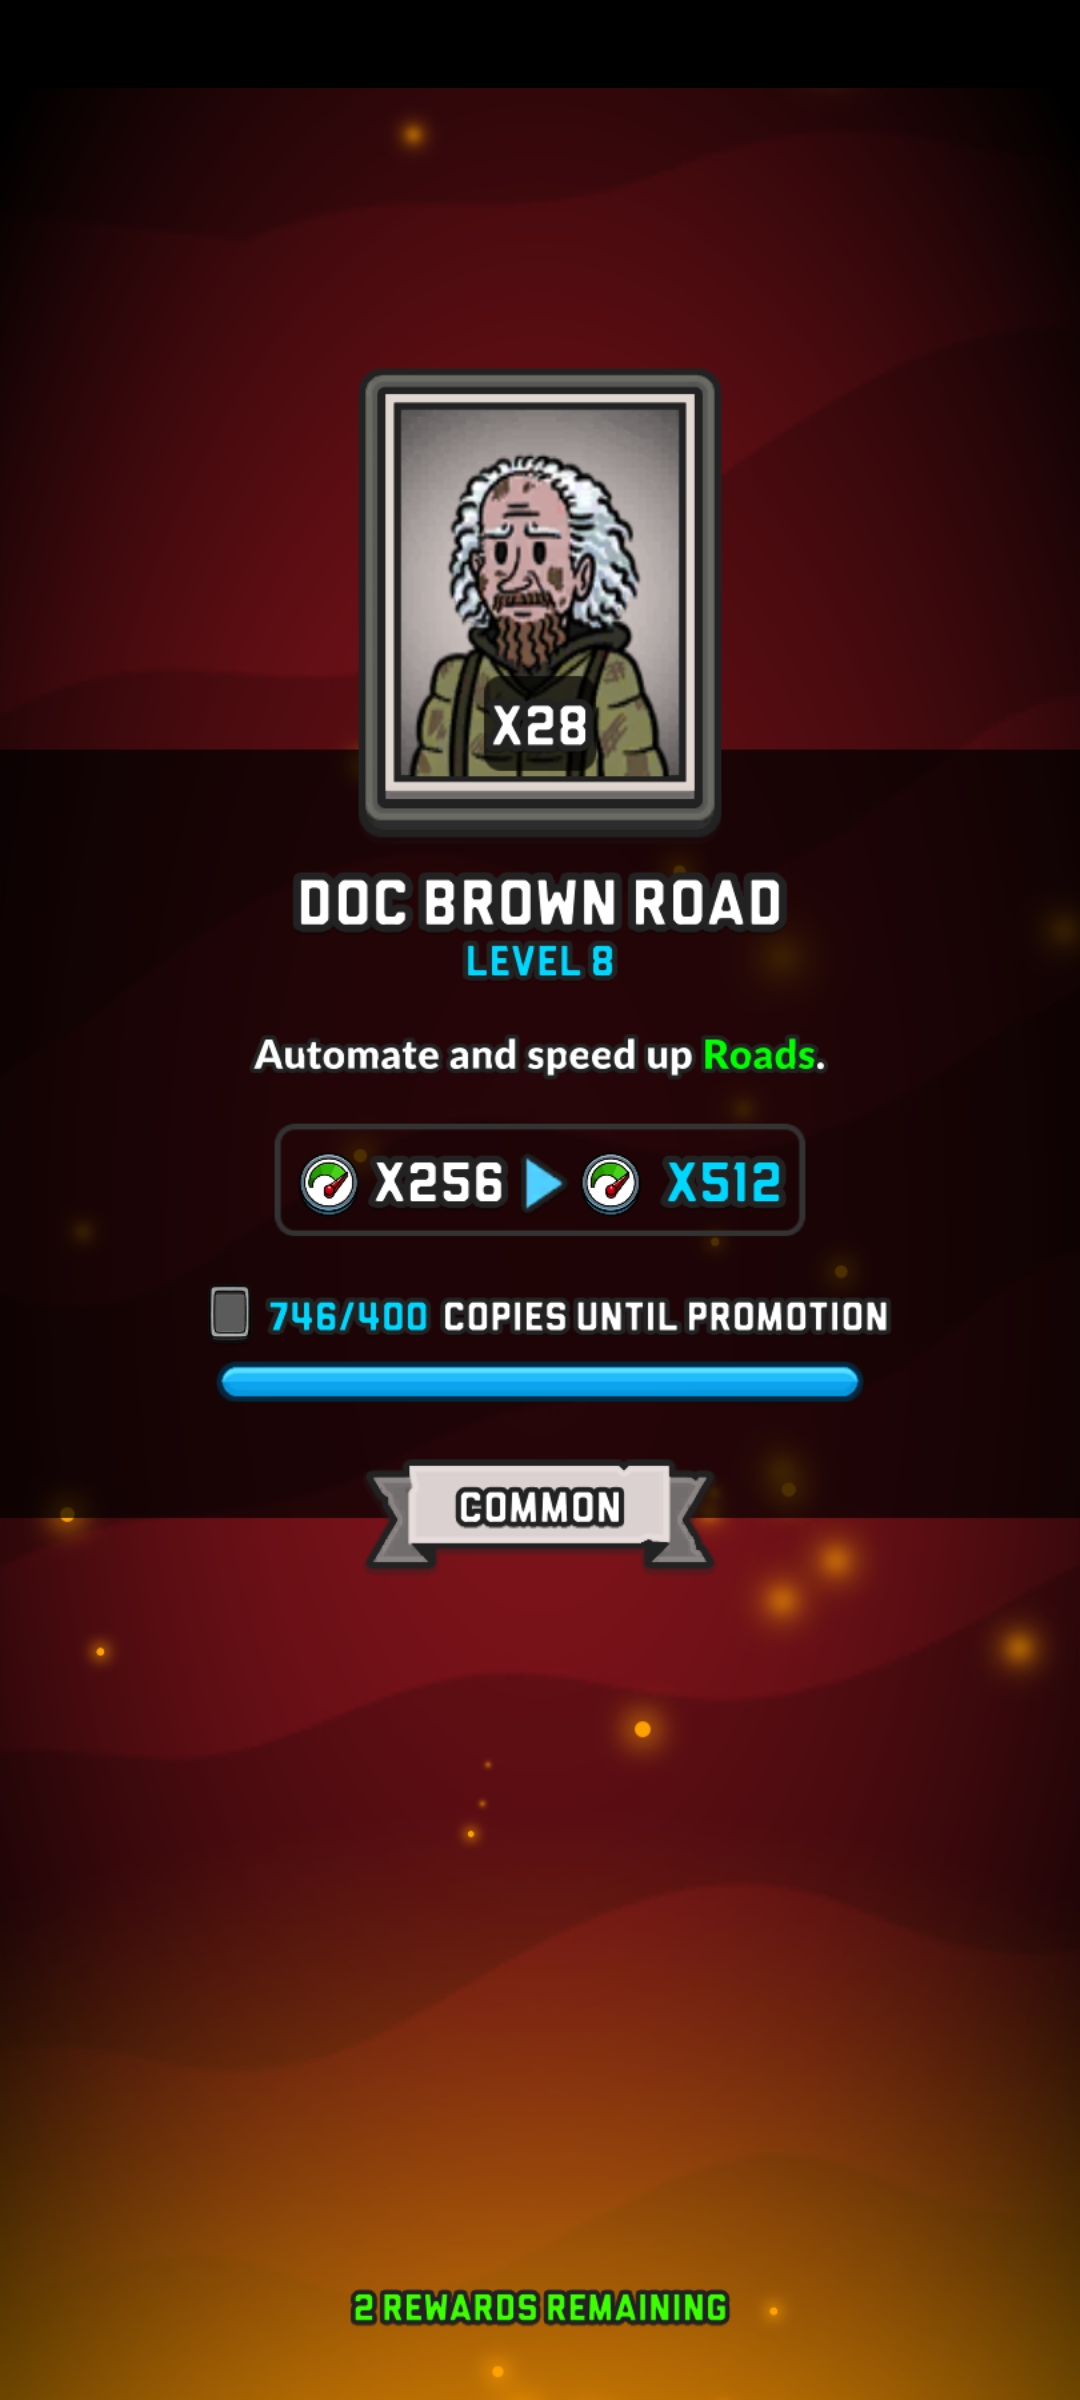 X28
DOC BROWN ROAD
LEVEL 8
Automate and speed up Roads.
X256 X512
746/400 COPIES UNTIL PROMOTION
COMMON
2 REWARDS REMAINING